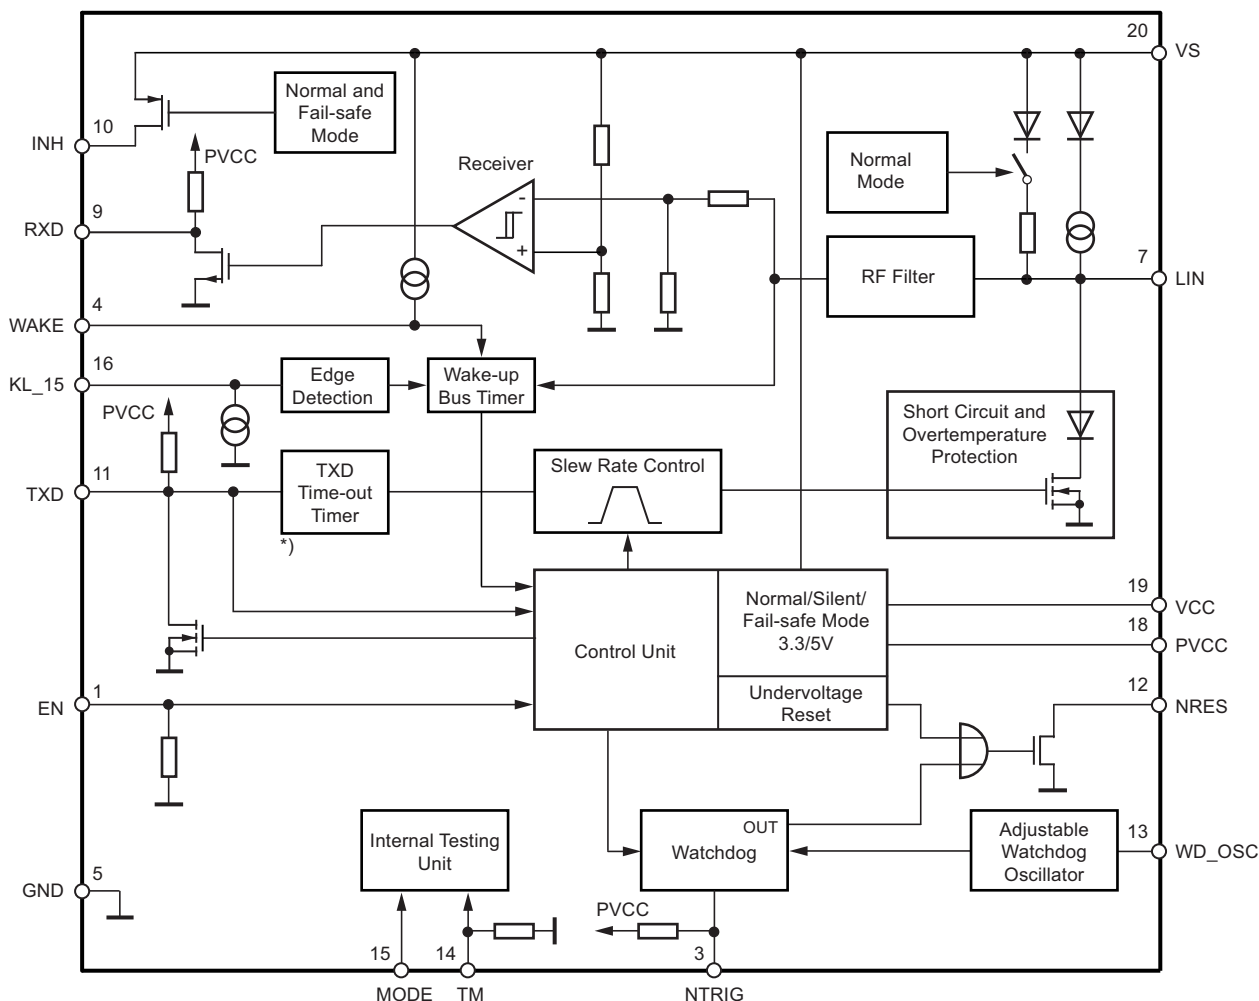 20
VS
Normal and
Fail-safe
Mode
10
INH
PVCC
Receiver
Normal
Mode
9
RXD
-
+
RF Filter
7
LIN
4
WAKE
16
KL_15
Edge
Detection
Wake-up
Bus Timer
PVCC
Short Circuit and
Overtemperature
Protection
11
TXD
TXD
Time-out
Timer
*)
Slew Rate Control
Control Unit
Normal/Silent/
Fail-safe Mode
3.3/5V
19
VCC
18
PVCC
Undervoltage
Reset
12
NRES
1
EN
Internal Testing
Unit
OUT
Watchdog
Adjustable
Watchdog
Oscillator
13
WD_OSC
5
GND
PVCC
15
14
3
MODE
TM
NTRIG